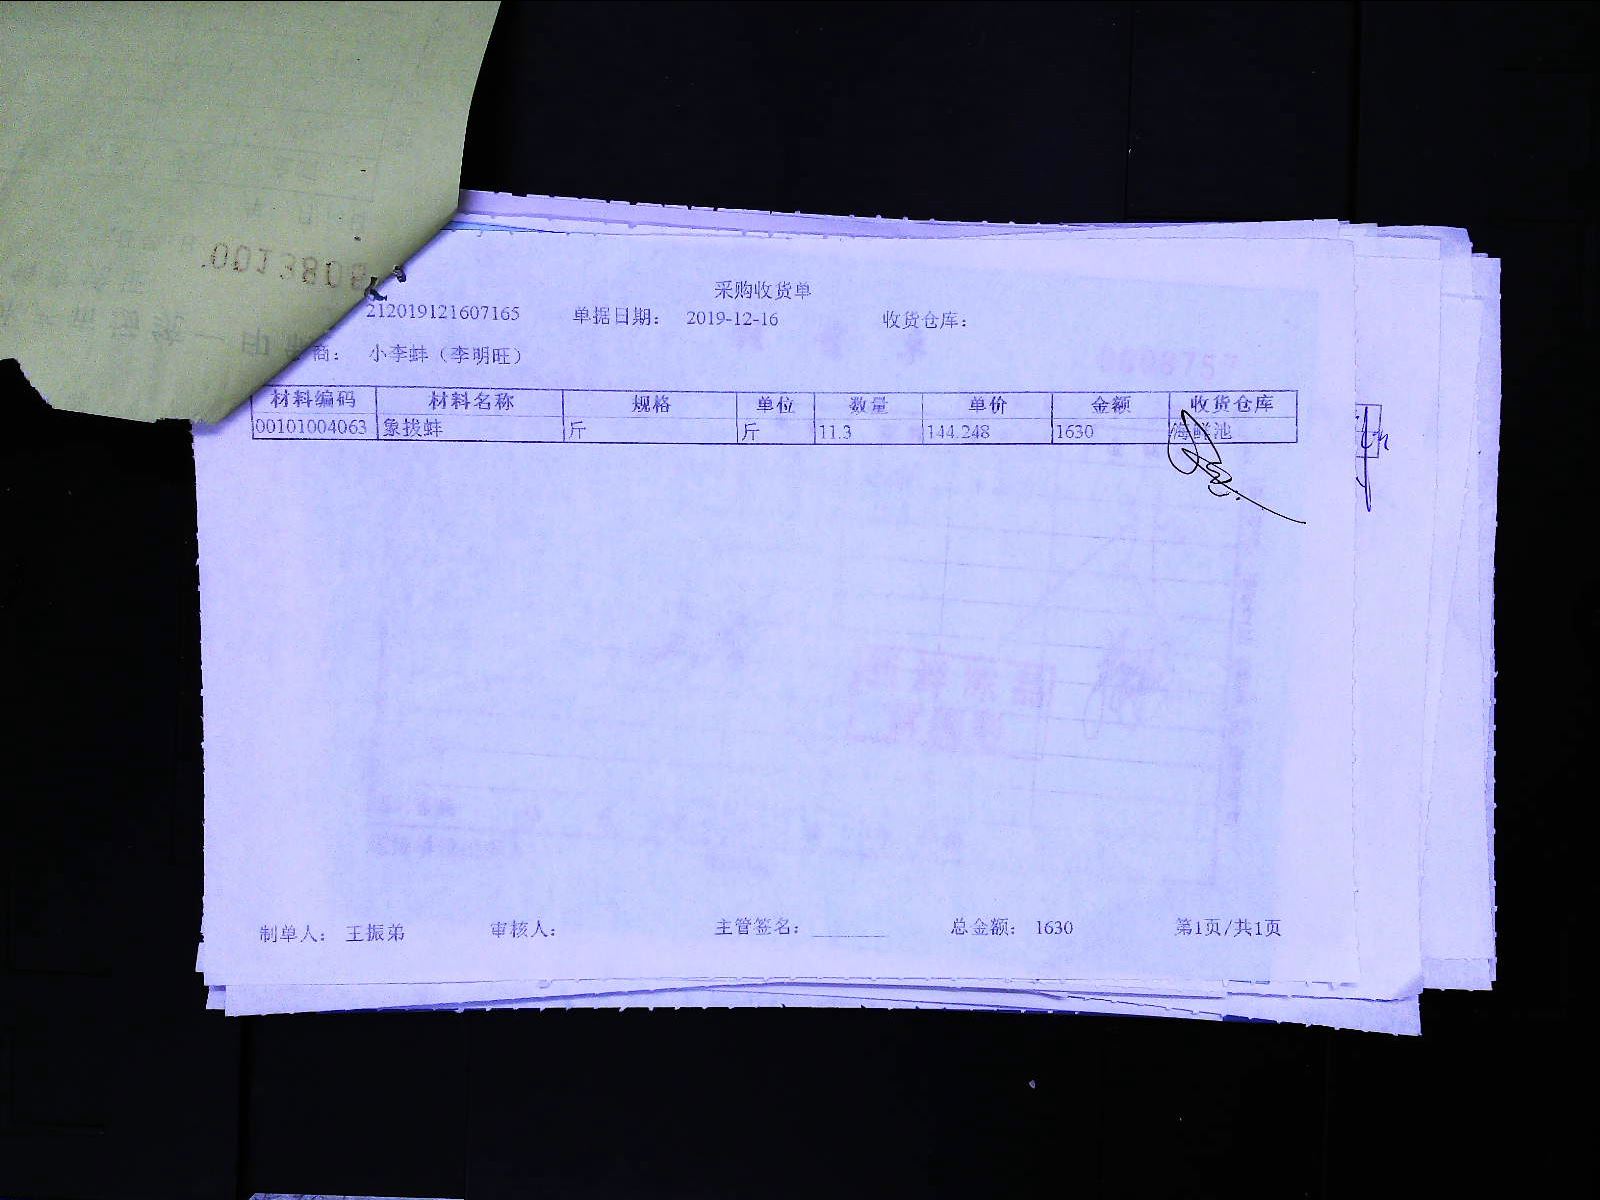 0013808
采购收货单
212019121607165 单据日期： 2019-12-16 收货仓库：
商： 小李蚌（李明旺）
材料编码 材料名称 规格 单位 数量 单价 金额 收货仓库
00101004063 象拔蚌 斤 斤 11.3 144.248 1630 海鲜池
制单人： 王振弟 审核人： 主管签名： 总金额： 1630 第1页/共1页